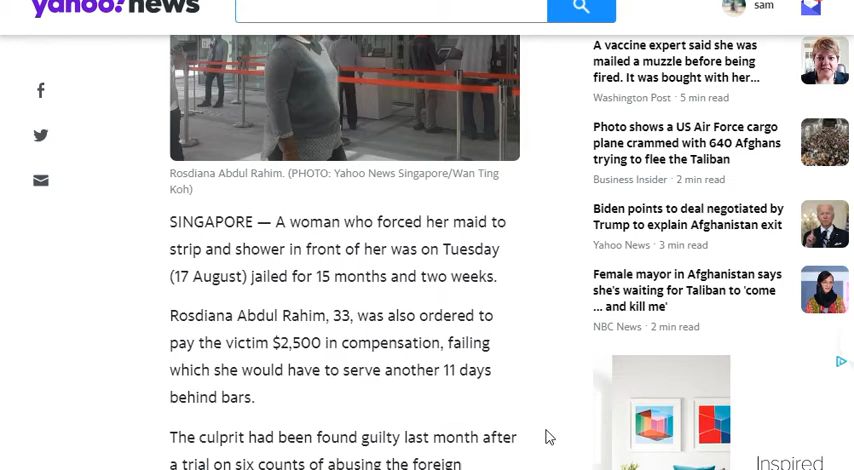 yahoo!news
sam
Rosdiana Abdul Rahim. (PHOTO: Yahoo News Singapore/Wan Ting
Koh)
SINGAPORE — A woman who forced her maid to
strip and shower in front of her was on Tuesday
(17 August) jailed for 15 months and two weeks.
Rosdiana Abdul Rahim, 33, was also ordered to
pay the victim $2,500 in compensation, failing
which she would have to serve another 11 days
behind bars.
The culprit had been found guilty last month after
a trial on six counts of abusing the foreign
A vaccine expert said she was
mailed a muzzle before being
fired. It was bought with her...
Washington Post · 5 min read
Photo shows a US Air Force cargo
plane crammed with 640 Afghans
trying to flee the Taliban
Business Insider · 2 min read
Biden points to deal negotiated by
Trump to explain Afghanistan exit
Yahoo News · 3 min read
Female mayor in Afghanistan says
she's waiting for Taliban to 'come
... and kill me'
NBC News · 2 min read
Inspired